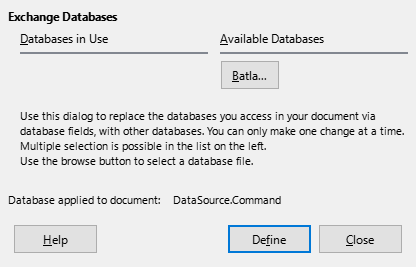 Exchange Databases
Databases in Use Available Databases
Batla...
Use this dialog to replace the databases you access in your document via
database fields, with other databases. You can only make one change at a time.
Multiple selection is possible in the list on the left.
Use the browse button to select a database file.
Database applied to document: DataSource.Command
Help Define Close